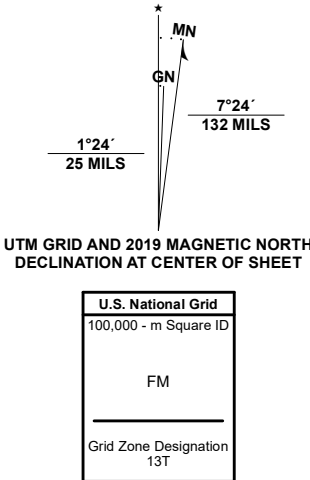 MN
GN
7°24´
132 MILS
1°24´
25 MILS
UTM GRID AND 2019 MAGNETIC NORTH
DECLINATION AT CENTER OF SHEET
U.S. National Grid
100,000 - m Square ID
FM
Grid Zone Designation
13T